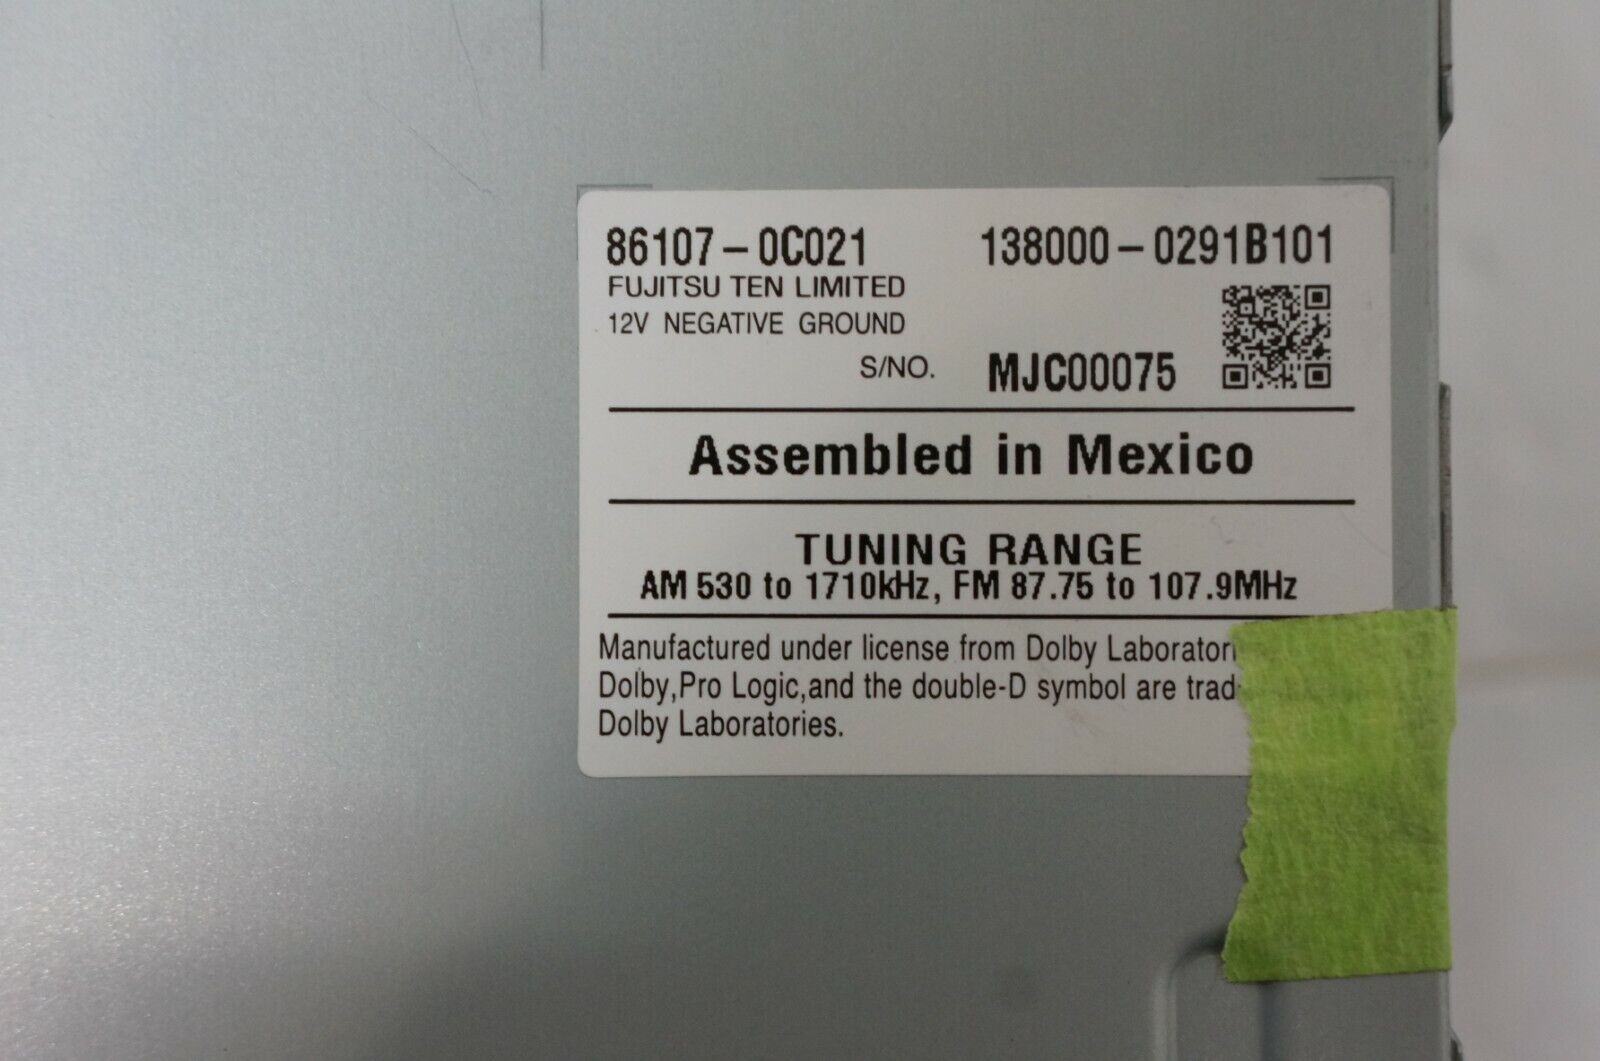 86107-0C021 138000-0291B101
FUJITSU TEN LIMITED
12V NEGATIVE GROUND
S/NO. MJC00075
Assembled in Mexico
TUNING RANGE
AM 530 to 1710kHz, FM 87.75 to 107.9MHz
Manufactured under license from Dolby
Dolby,Pro Logic,and the double-D symbol are
Dolby Laboratories.